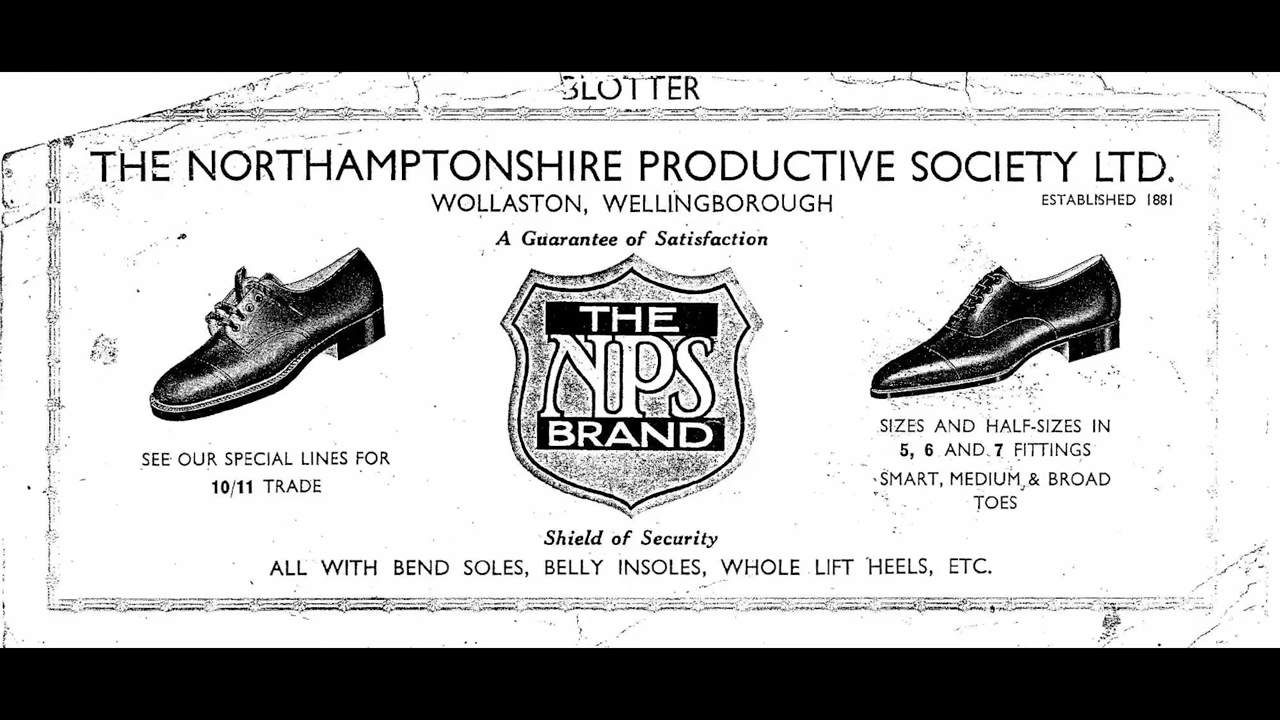 BLOTTER
THE NORTHAMPTONSHIRE PRODUCTIVE SOCIETY LTD.
WOLLASTON, WELLINGBOROUGH
ESTABLISHED 1881
A Guarantee of Satisfaction
THE
NPS
BRAND
SEE OUR SPECIAL LINES FOR
10/11 TRADE
SIZES AND HALF-SIZES IN
5, 6 AND 7 FITTINGS
SMART, MEDIUM & BROAD
TOES
Shield of Security
ALL WITH BEND SOLES, BELLY INSOLES, WHOLE LIFT HEELS, ETC.